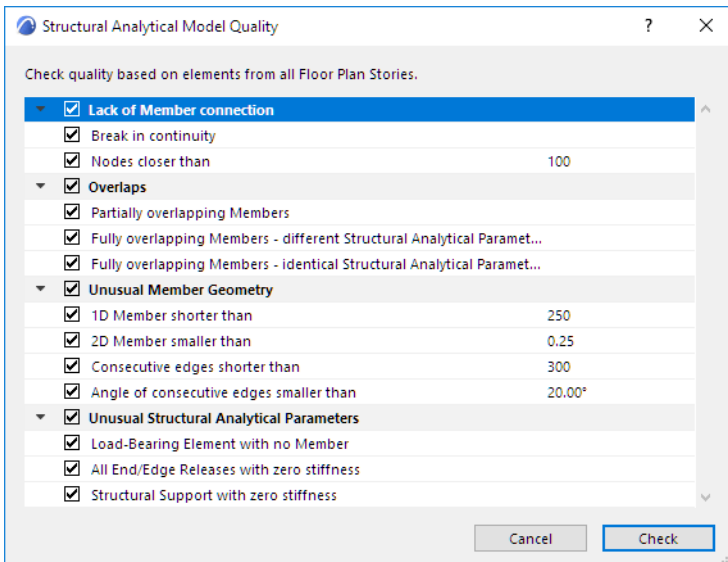 Structural Analytical Model Quality
?
Check quality based on elements from all Floor Plan Stories.
Lack of Member connection
Break in continuity
Nodes closer than 100
Overlaps
Partially overlapping Members
Fully overlapping Members - different Structural Analytical Paramet...
Fully overlapping Members - identical Structural Analytical Paramet...
Unusual Member Geometry
1D Member shorter than 250
2D Member smaller than 0.25
Consecutive edges shorter than 300
Angle of consecutive edges smaller than 20.00°
Unusual Structural Analytical Parameters
Load-Bearing Element with no Member
All End/Edge Releases with zero stiffness
Structural Support with zero stiffness
Cancel Check